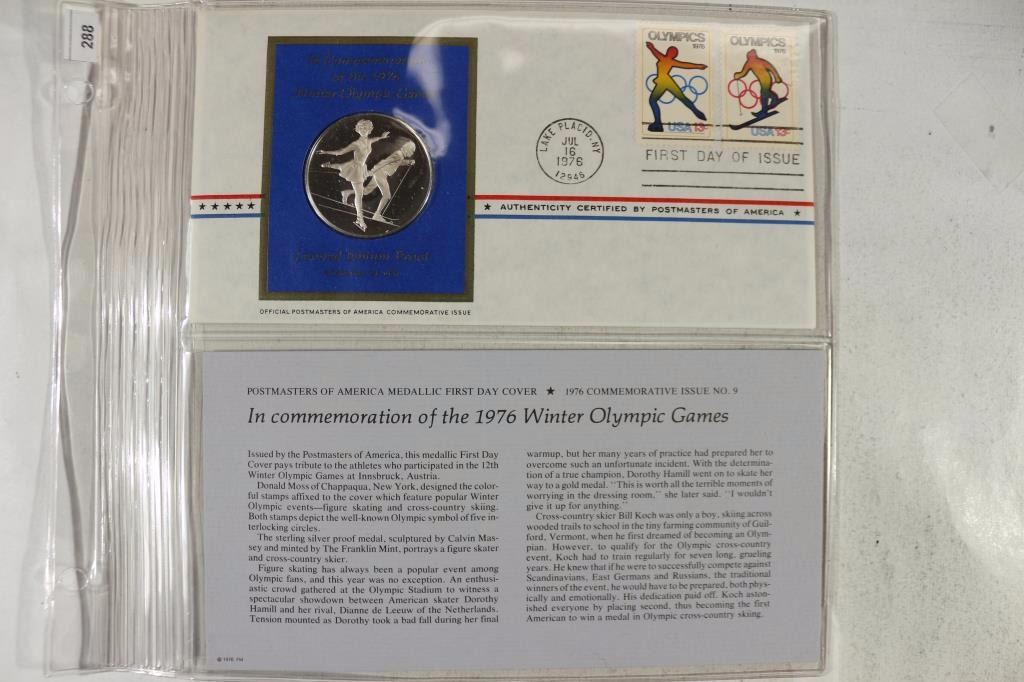 288
In Commemoration
of the 1976
Winter Olympic Games
Proof
OFFICIAL POSTMASTERS OF AMERICA COMMEMORATIVE ISSUE
OLYMPICS
1976
USA 13c
OLYMPICS
1976
USA 13c
LAKE PLACID, NY
JUL
16
1976
12946
FIRST DAY OF ISSUE
★★★★★
★ AUTHENTICITY CERTIFIED BY POSTMASTERS OF AMERICA ★
POSTMASTERS OF AMERICA MEDALLIC FIRST DAY COVER ★ 1976 COMMEMORATIVE ISSUE NO. 9
In commemoration of the 1976 Winter Olympic Games
Issued by the Postmasters of America, this medallic First Day
Cover pays tribute to the athletes who participated in the 12th
Winter Olympic Games at Innsbruck, Austria.
Donald Moss of Chappaqua, New York, designed the color-
ful stamps affixed to the cover which feature popular Winter
Olympic events—figure skating and cross-country skiing.
Both stamps depict the well-known Olympic symbol of five in-
terlocking circles.
The sterling silver proof medal, sculptured by Calvin Mas-
sey and minted by The Franklin Mint, portrays a figure skater
and cross-country skier.
Figure skating has always been a popular event among
Olympic fans, and this year was no exception. An enthusi-
astic crowd gathered at the Olympic Stadium to witness a
spectacular showdown between American skater Dorothy
Hamill and her rival, Dianne de Leeuw of the Netherlands.
Tension mounted as Dorothy took a bad fall during her final
warmup, but her many years of practice had prepared her to
overcome such an unfortunate incident. With the determina-
tion of a true champion, Dorothy Hamill went on to skate her
way to a gold medal. "This is worth all the terrible moments of
worrying in the dressing room," she later said. "I wouldn't
give it up for anything."
Cross-country skier Bill Koch was only a boy, skiing across
wooded trails to school in the tiny farming community of Guil-
ford, Vermont, when he first dreamed of becoming an Olym-
pian. However, to qualify for the Olympic cross-country
event, Koch had to train regularly for seven long, grueling
years. He knew that if he were to successfully compete against
Scandinavians, East Germans and Russians, the traditional
winners of the event, he would have to be prepared, both phys-
ically and emotionally. His dedication paid off. Koch aston-
ished everyone by placing second, thus becoming the first
American to win a medal in Olympic cross-country skiing.
© 1976, FM